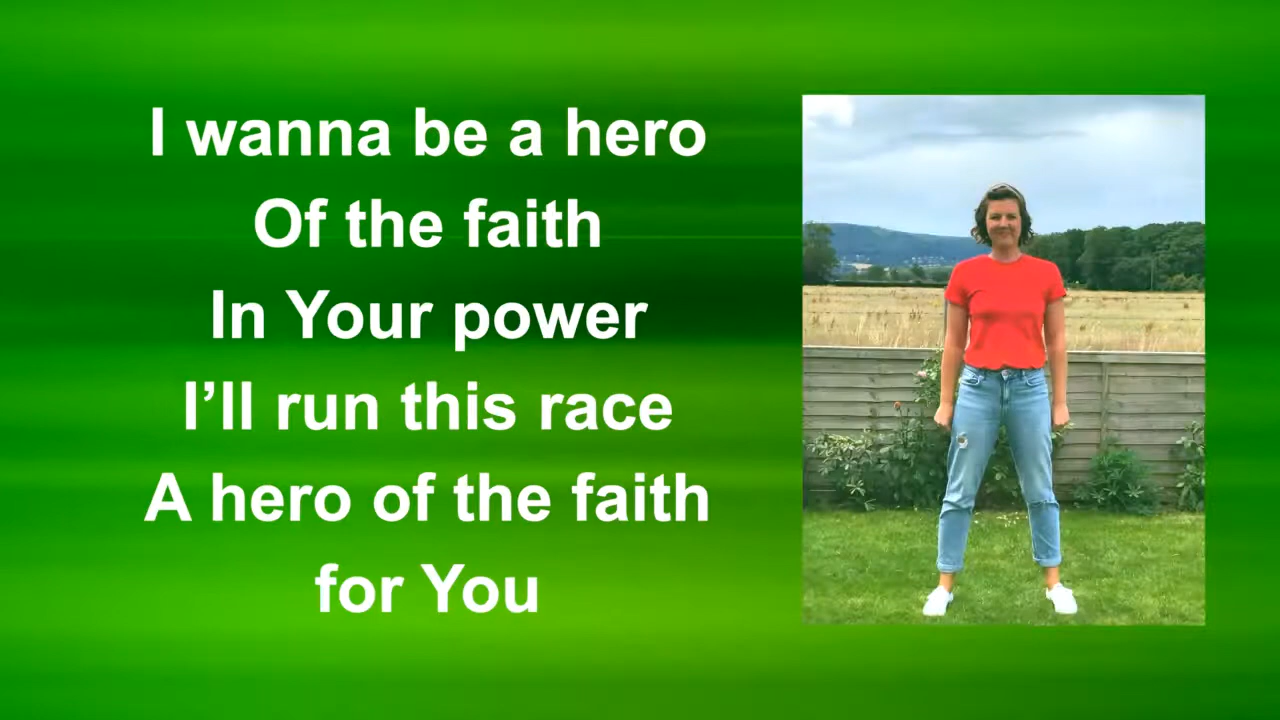 I wanna be a hero
Of the faith
In Your power
I’ll run this race
A hero of the faith
for You